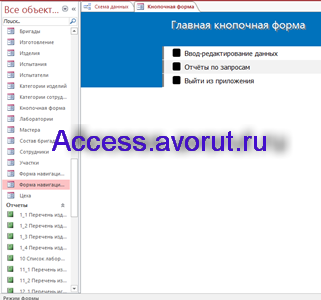 Все объект...
Поиск...
Бригады
Изготовление
Изделия
Испытания
Испытатели
Категории изделий
Категории сотруд...
Кнопочная форма
Лаборатории
Мастера
Состав бригад
Сотрудники
Участки
Форма навигаци...
Форма навигаци...
Цеха
Отчеты
1_1 Перечень изд...
1_2 Перечень изд...
1_3 Перечень изд...
1_4 Перечень изд...
10 Список лабор...
11_1 Перечень из...
11_2 Перечень из...
12_1 Перечень из...
Режим формы
Схема данных
Кнопочная форма
Главная кнопочная форма
Ввод-редактирование данных
Отчёты по запросам
Выйти из приложения
Access.avorut.ru